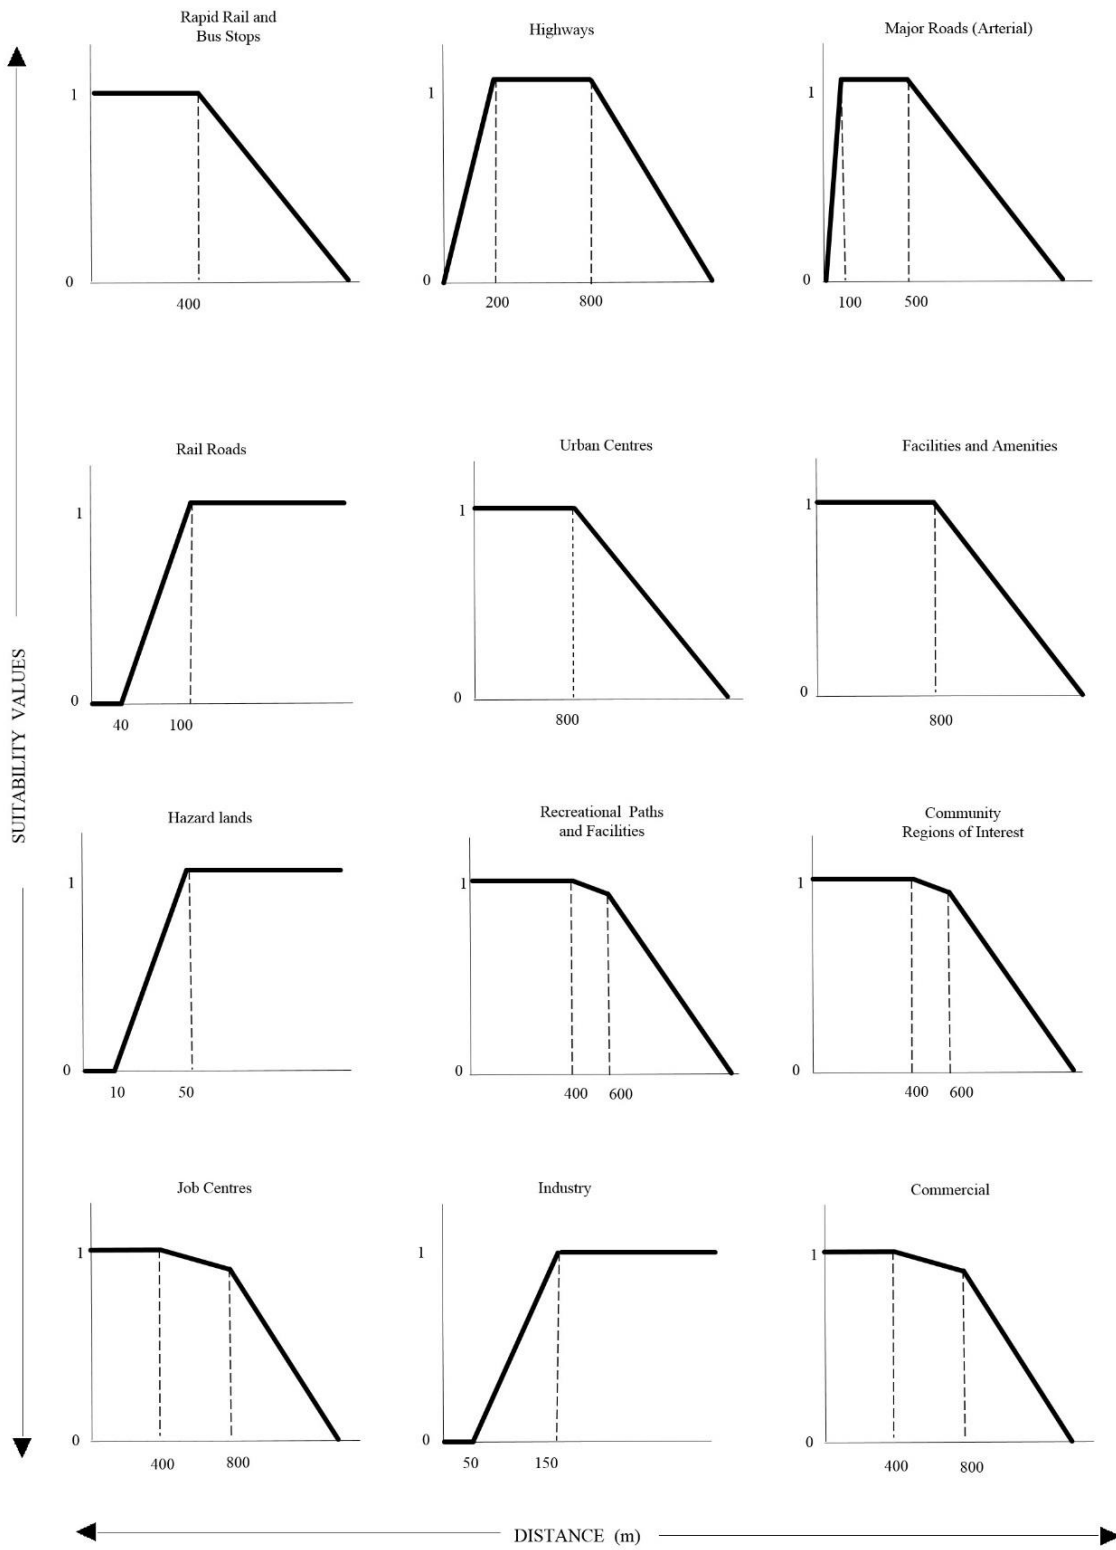 Rapid Rail and
Bus Stops
1
0
400
Highways
1
0
200 800
Major Roads (Arterial)
1
0
100 500
Rail Roads
1
0
40 100
Urban Centres
1
0
800
Facilities and Amenities
1
0
800
Hazard lands
1
0
10 50
Recreational Paths
and Facilities
1
0
400 600
Community
Regions of Interest
1
0
400 600
Job Centres
1
0
400 800
Industry
1
0
50 150
Commercial
1
0
400 800
SUITABILITY VALUES
DISTANCE (m)